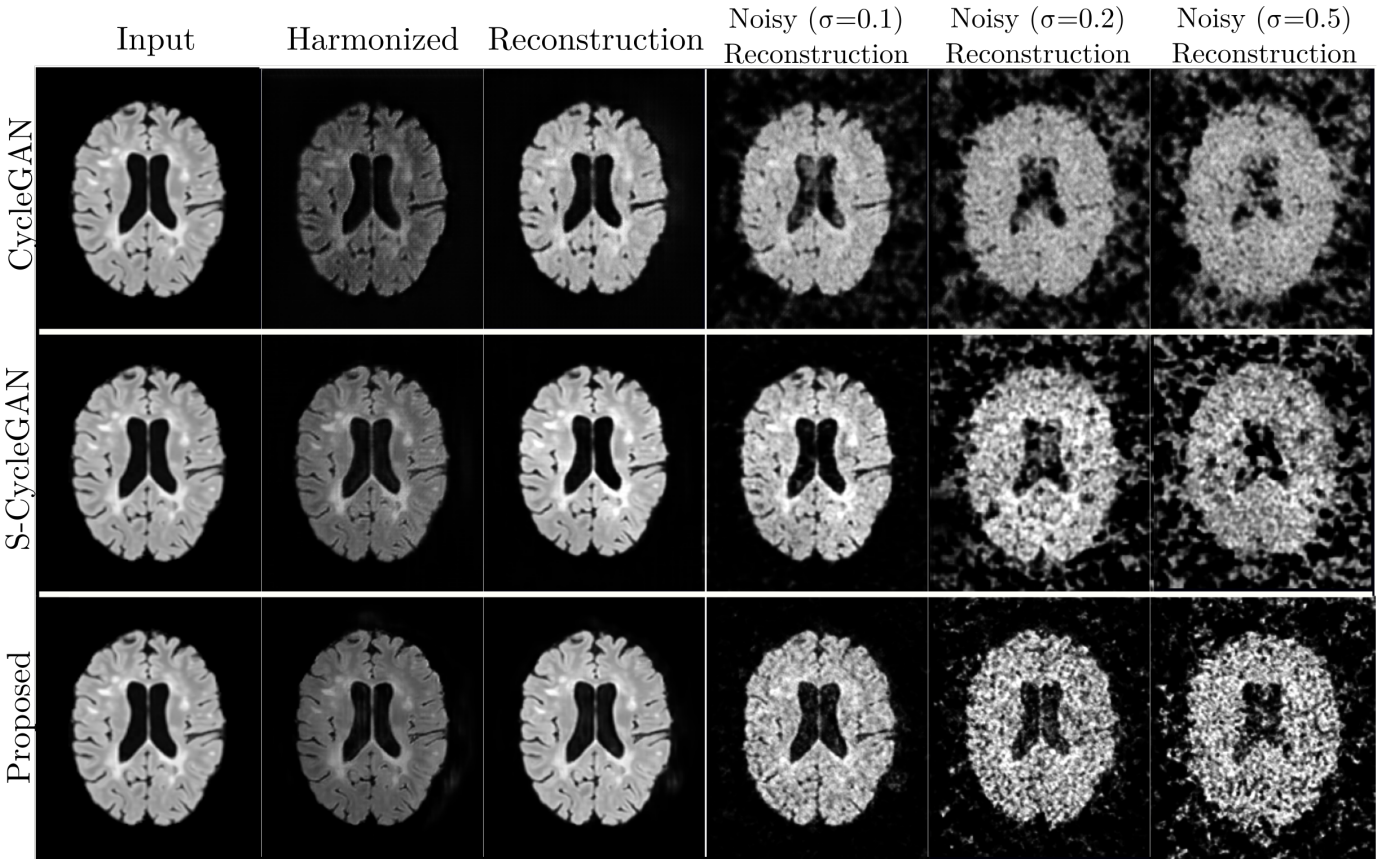 Input
Harmonized
Reconstruction
Noisy (σ=0.1)
Reconstruction
Noisy (σ=0.2)
Reconstruction
Noisy (σ=0.5)
Reconstruction
CycleGAN
S-CycleGAN
Proposed